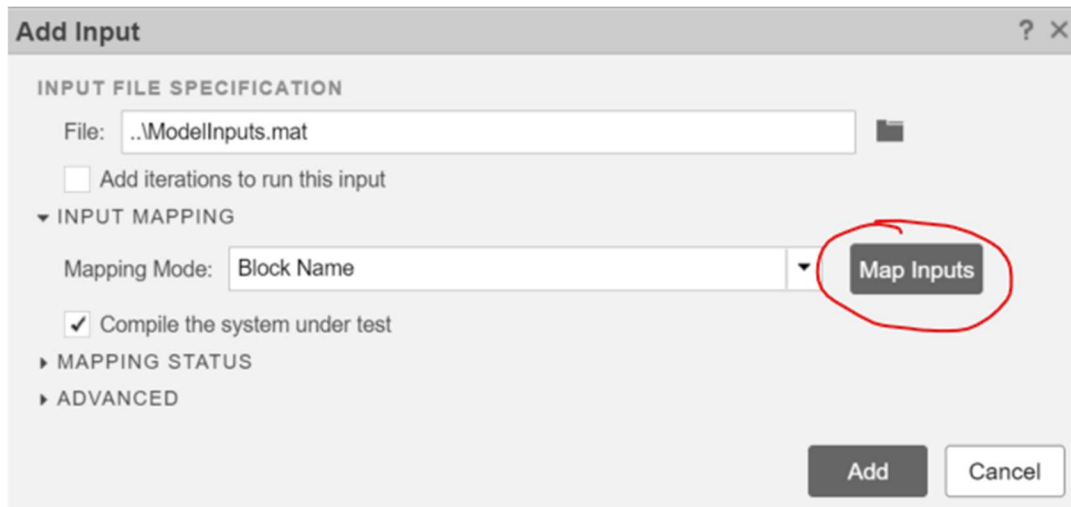 Add Input ? ×
INPUT FILE SPECIFICATION
File: ..\ModelInputs.mat
Add iterations to run this input
INPUT MAPPING
Mapping Mode: Block Name Map Inputs
Compile the system under test
MAPPING STATUS
ADVANCED
Add Cancel